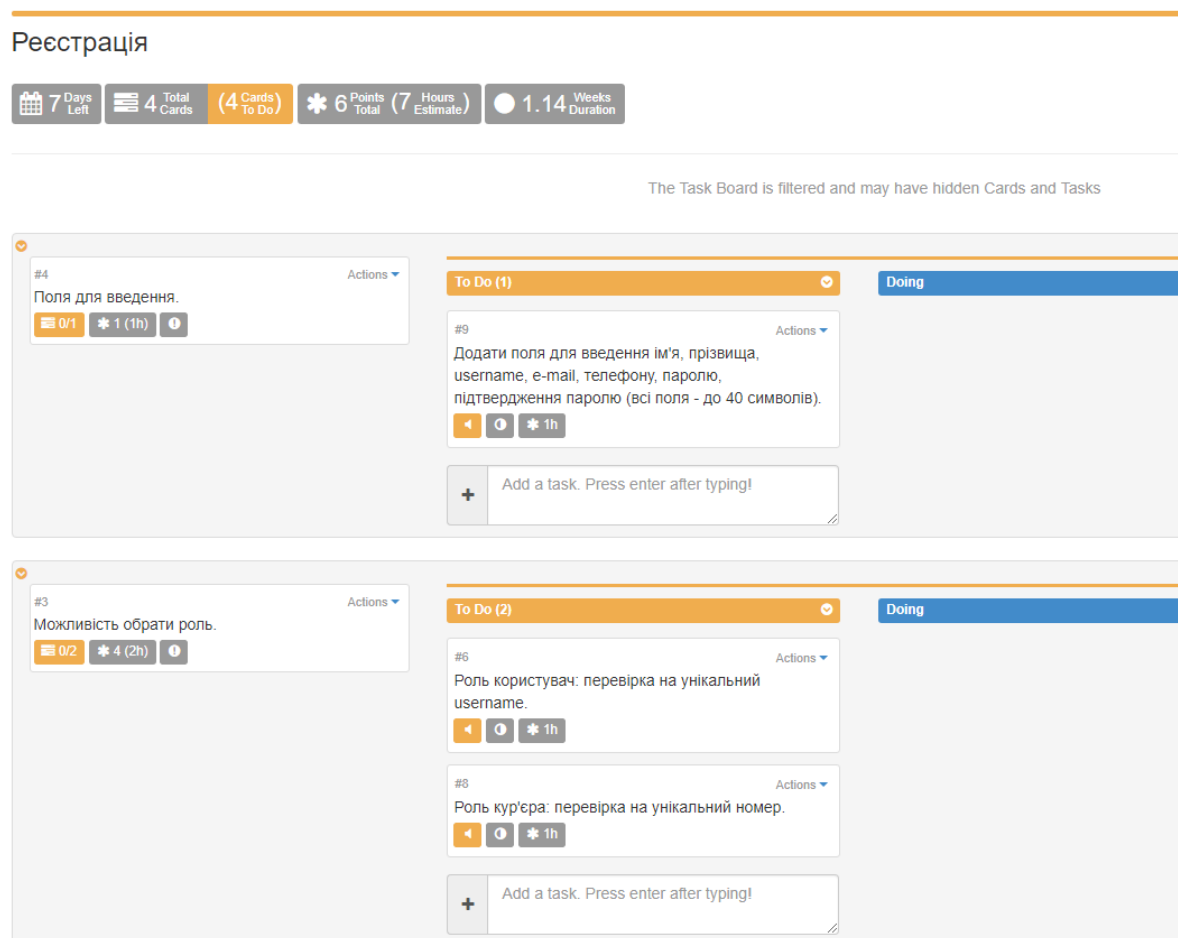 Реєстрація
7 Days Left 4 Total Cards (4 Cards To Do) 6 Points Total (7 Hours Estimate) 1.14 Weeks Duration
The Task Board is filtered and may have hidden Cards and Tasks
#4 Actions
Поля для введення.
0/1 1 (1h)
To Do (1)
Doing
#9 Actions
Додати поля для введення ім'я, прізвища,
username, e-mail, телефону, паролю,
підтвердження паролю (всі поля - до 40 символів).
1h
Add a task. Press enter after typing!
#3 Actions
Можливість обрати роль.
0/2 4 (2h)
To Do (2)
Doing
#6 Actions
Роль користувач: перевірка на унікальний
username.
1h
#8 Actions
Роль кур'єра: перевірка на унікальний номер.
1h
Add a task. Press enter after typing!